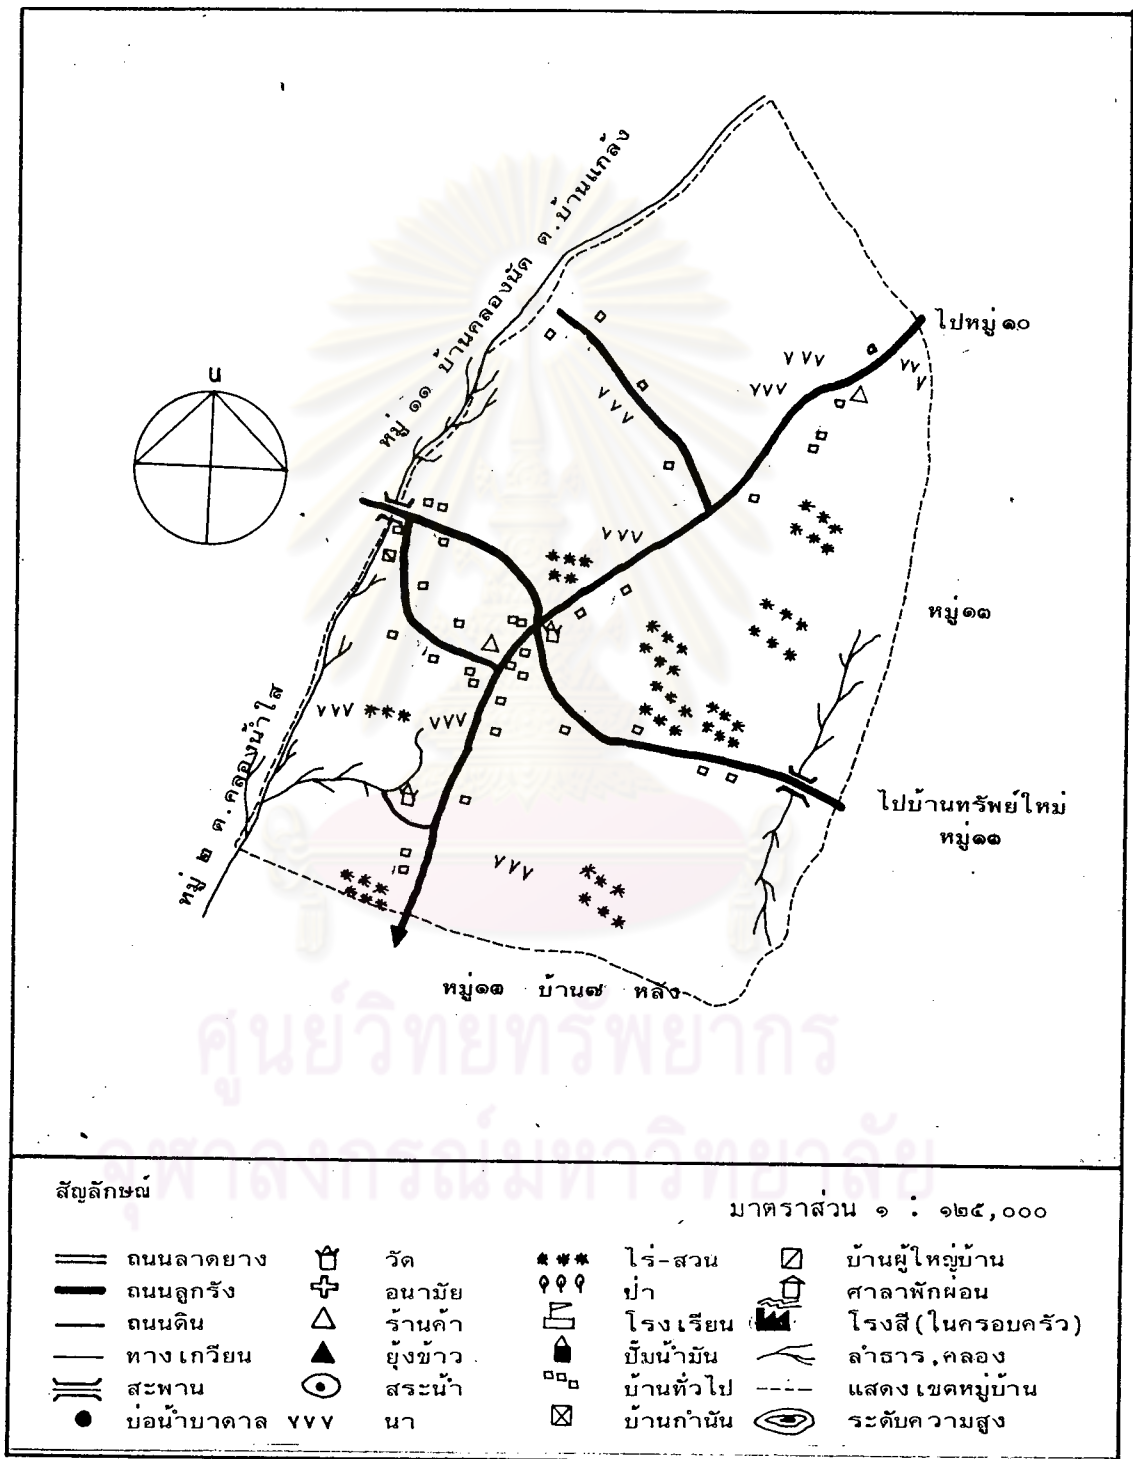 หมู่ ๑๑ บ้านคลองนัด ต.บ้านแก้ลง
ไปหมู่ ๑๐
น
หมู่ ๒ ต.คลองน้ำใส
ไปบ้านทรัพย์ใหม่
บ้าน๗ หลัง
ศูนย์วิทยทรัพยากร
จุฬาลงกรณ์มหาวิทยาลัย
สัญลักษณ์
มาตราส่วน ๑ : ๑๒๕,๐๐๐
ถนนลาดยาง วัด ไร่-สวน บ้านผู้ใหญ่บ้าน
ถนนลูกรัง อนามัย ป่า ศาลาพักผ่อน
ถนนดิน ร้านค้า โรงเรียน โรงสี(ในครอบครัว)
ทางเกวียน ยุ้งข้าว ปั๊มน้ำมัน ลำธาร,คลอง
สะพาน สระน้ำ บ้านทั่วไป แสดงเขตหมู่บ้าน
บ่อน้ำบาดาล นา บ้านกำนัน ระดับความสูง